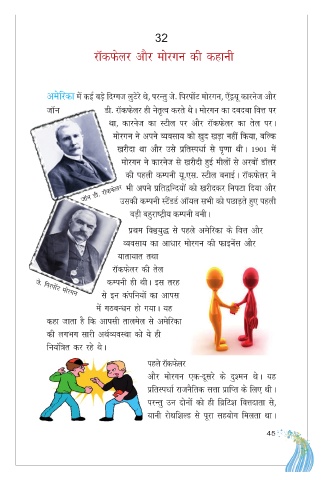 32
रॉकफेलर और मोरगन की कहानी
अमेरिका में कई बड़े दिग्गज लुटेरे थे, परन्तु जे. पिरपोंट मोरगन, ऐंड्रयू कारनेज और
जॉन डी. रॉकफेलर ही नेतृत्व करते थे। मोरगन का दबदबा वित्त पर
था, कारनेज का स्टील पर और रॉकफेलर का तेल पर।
मोरगन ने अपने व्यवसाय को खुद खड़ा नहीं किया, बल्कि
खरीदा था और उसे प्रतिस्पर्धा से घृणा थी। 1901 में
मोरगन ने कारनेज से खरीदी हुई मीलों से अरबों डॉलर
की पहली कम्पनी यू.एस. स्टील बनाई। रॉकफेलर ने
भी अपने प्रतिद्वन्दियों को खरीदकर निपटा दिया और
उसकी कम्पनी स्टैंडर्ड ऑयल सभी को पछाड़ते हुए पहली
बड़ी बहुराष्ट्रीय कम्पनी बनी।
जॉन डी. रॉकफेलर
प्रथम विश्वयुद्ध से पहले अमेरिका के वित्त और
व्यवसाय का आधार मोरगन की फाइनेंस और
यातायात तथा
रॉकफेलर की तेल
कम्पनी ही थी। इस तरह
से इन कंपनियों का आपस
में गठबन्धन हो गया। यह
जे. पिरपोंट मोरगन
कहा जाता है कि आपसी तालमेल से अमेरिका
की लगभग सारी अर्थव्यवस्था को ये ही
नियंत्रित कर रहे थे।
पहले रॉकफेलर
और मोरगन एक-दूसरे के दुश्मन थे। यह
प्रतिस्पर्धा राजनैतिक सत्ता प्राप्ति के लिए थी।
परन्तु उन दोनों को ही ब्रिटिश वित्तदाता से,
यानी रोथशिल्ड से पूरा सहयोग मिलता था।
45